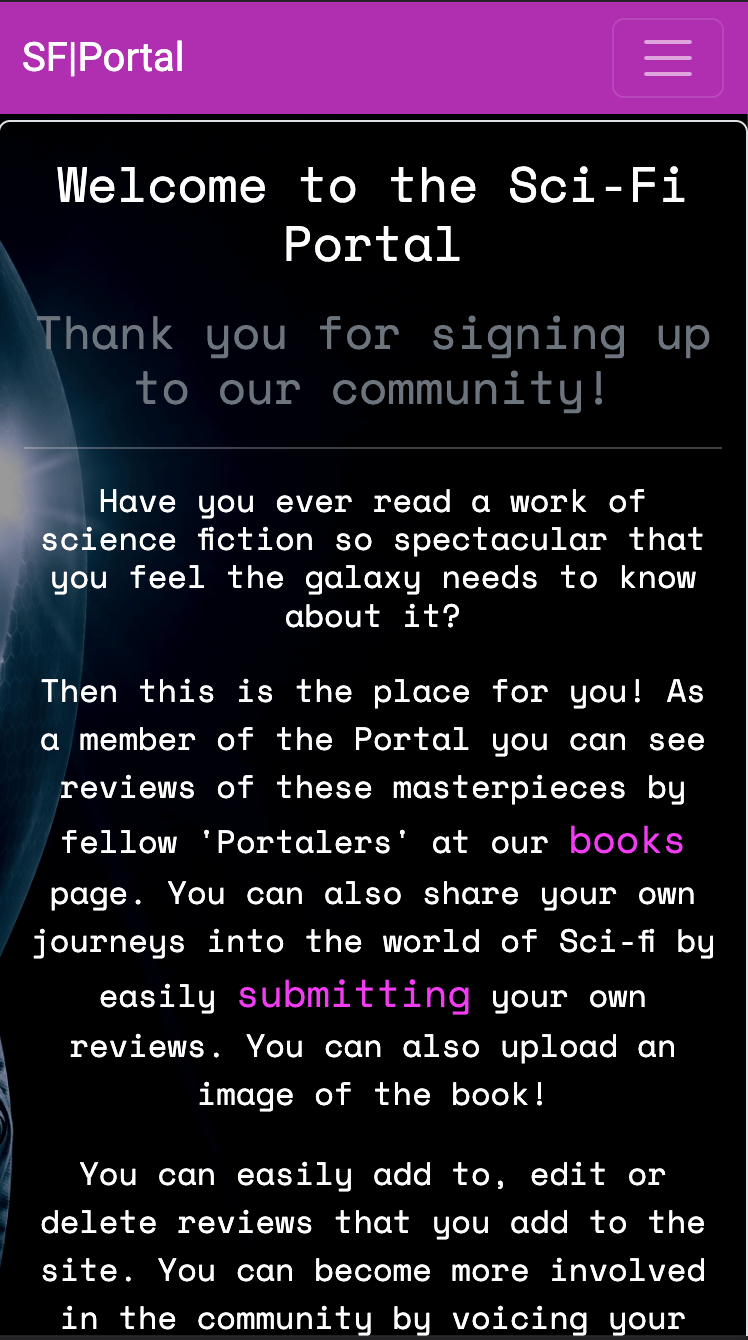 SF|Portal
Welcome to the Sci-Fi
Portal
Thank you for signing up
to our community!
Have you ever read a work of
science fiction so spectacular that
you feel the galaxy needs to know
about it?
Then this is the place for you! As
a member of the Portal you can see
reviews of these masterpieces by
fellow 'Portalers' at our books
page. You can also share your own
journeys into the world of Sci-fi by
easily submitting your own
reviews. You can also upload an
image of the book!
You can easily add to, edit or
delete reviews that you add to the
site. You can become more involved
in the community by voicing your